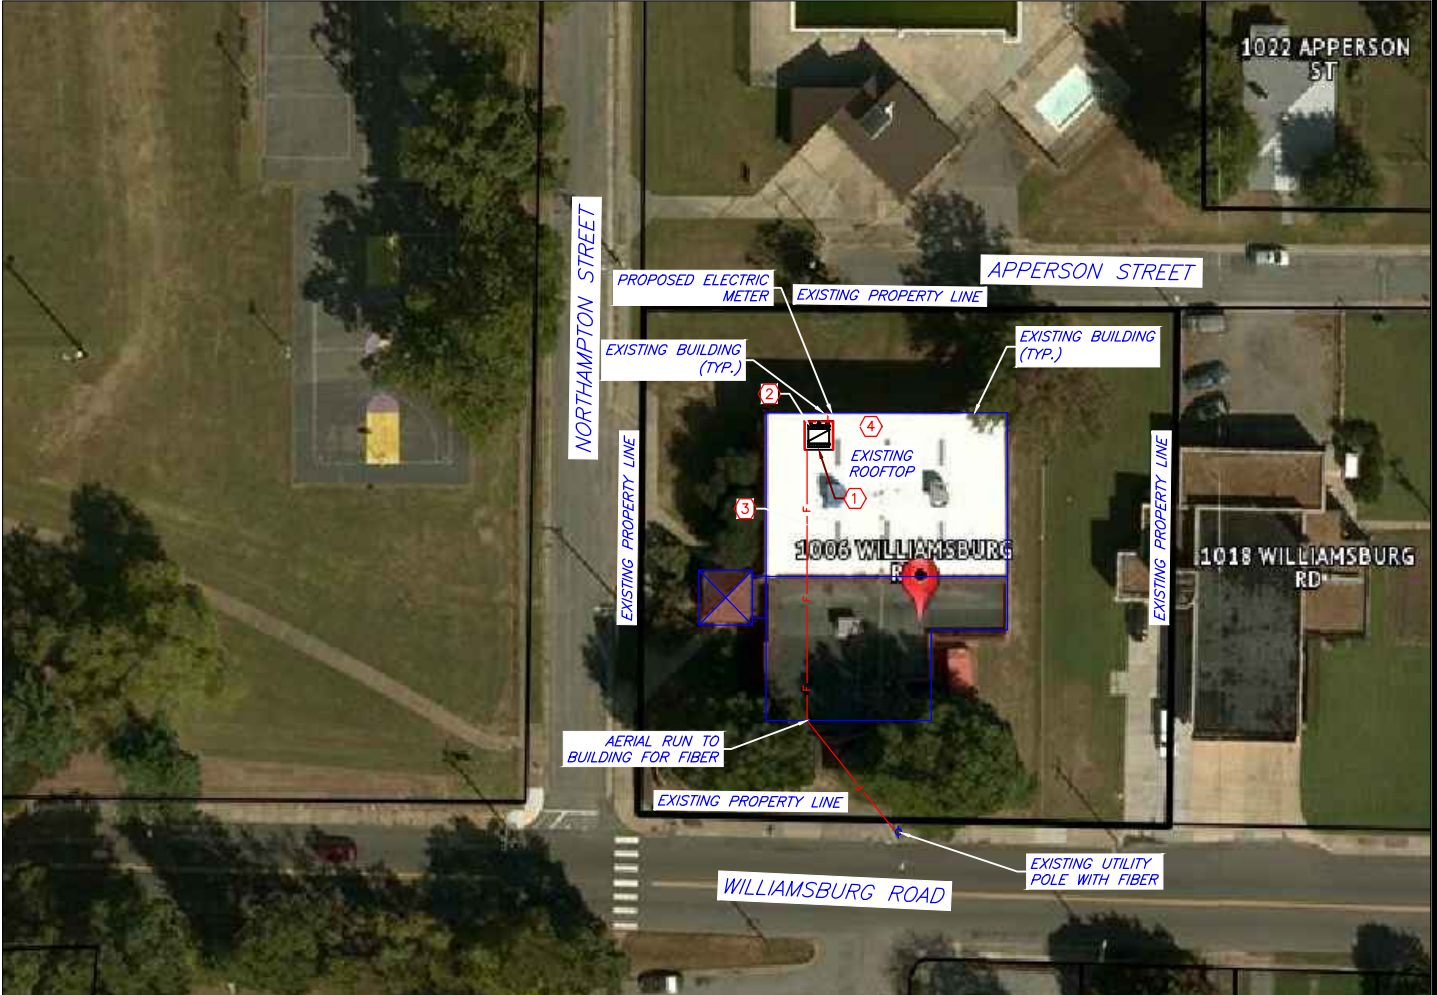 1022 APPERSON
ST
NORTHAMPTON STREET
APPERSON STREET
PROPOSED ELECTRIC
METER
EXISTING PROPERTY LINE
EXISTING BUILDING
(TYP.)
EXISTING BUILDING
(TYP.)
2
4
EXISTING
ROOFTOP
1
3
F
EXISTING PROPERTY LINE
EXISTING PROPERTY LINE
1006 WILLIAMSBURG
1018 WILLIAMSBURG
RD
F
F
AERIAL RUN TO
BUILDING FOR FIBER
EXISTING PROPERTY LINE
EXISTING UTILITY
POLE WITH FIBER
WILLIAMSBURG ROAD